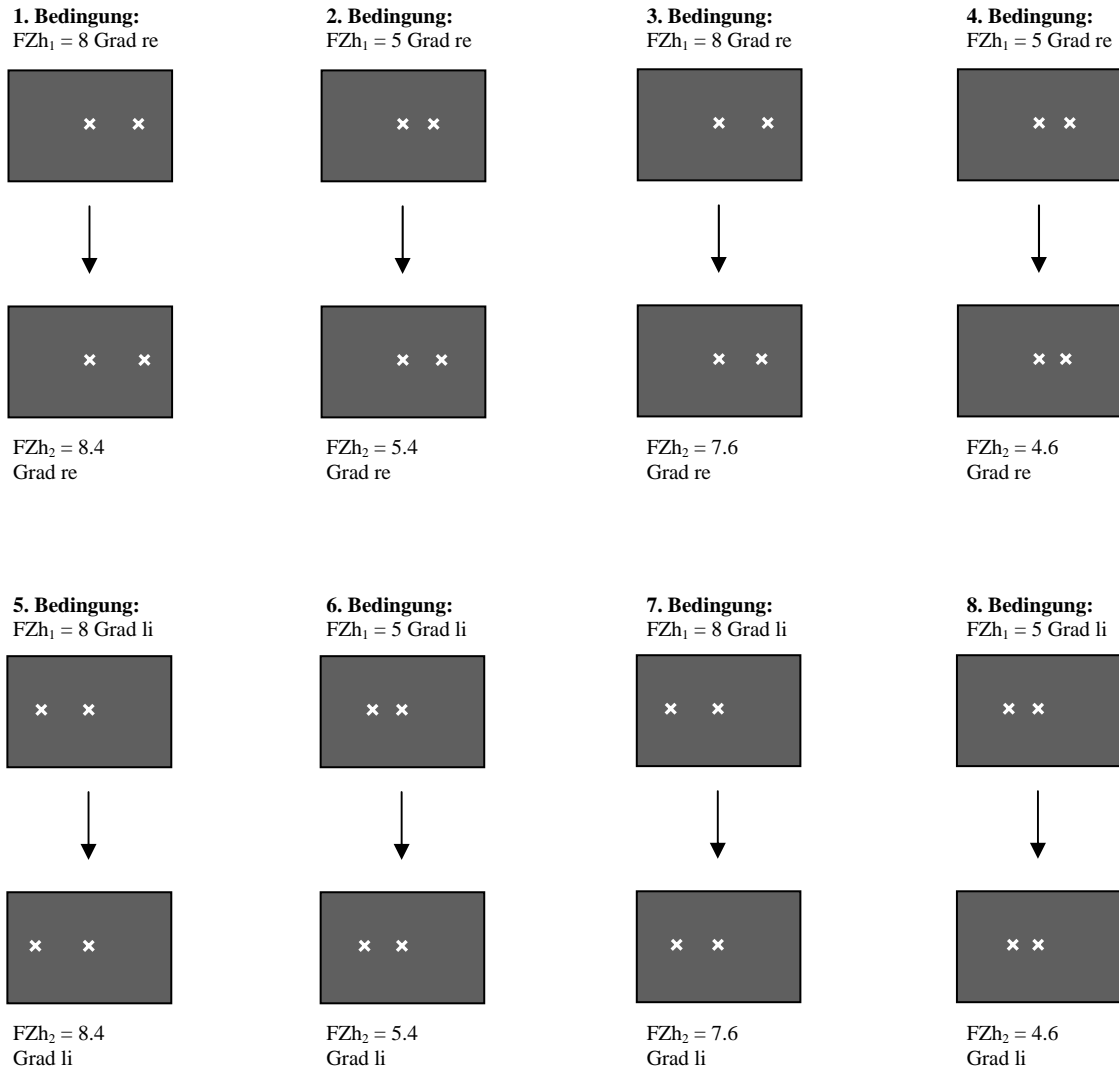 1. Bedingung:
FZh₁ = 8 Grad re
2. Bedingung:
FZh₁ = 5 Grad re
3. Bedingung:
FZh₁ = 8 Grad re
4. Bedingung:
FZh₁ = 5 Grad re
FZh₂ = 8.4
Grad re
FZh₂ = 5.4
Grad re
FZh₂ = 7.6
Grad re
FZh₂ = 4.6
Grad re
5. Bedingung:
FZh₁ = 8 Grad li
6. Bedingung:
FZh₁ = 5 Grad li
7. Bedingung:
FZh₁ = 8 Grad li
8. Bedingung:
FZh₁ = 5 Grad li
FZh₂ = 8.4
Grad li
FZh₂ = 5.4
Grad li
FZh₂ = 7.6
Grad li
FZh₂ = 4.6
Grad li